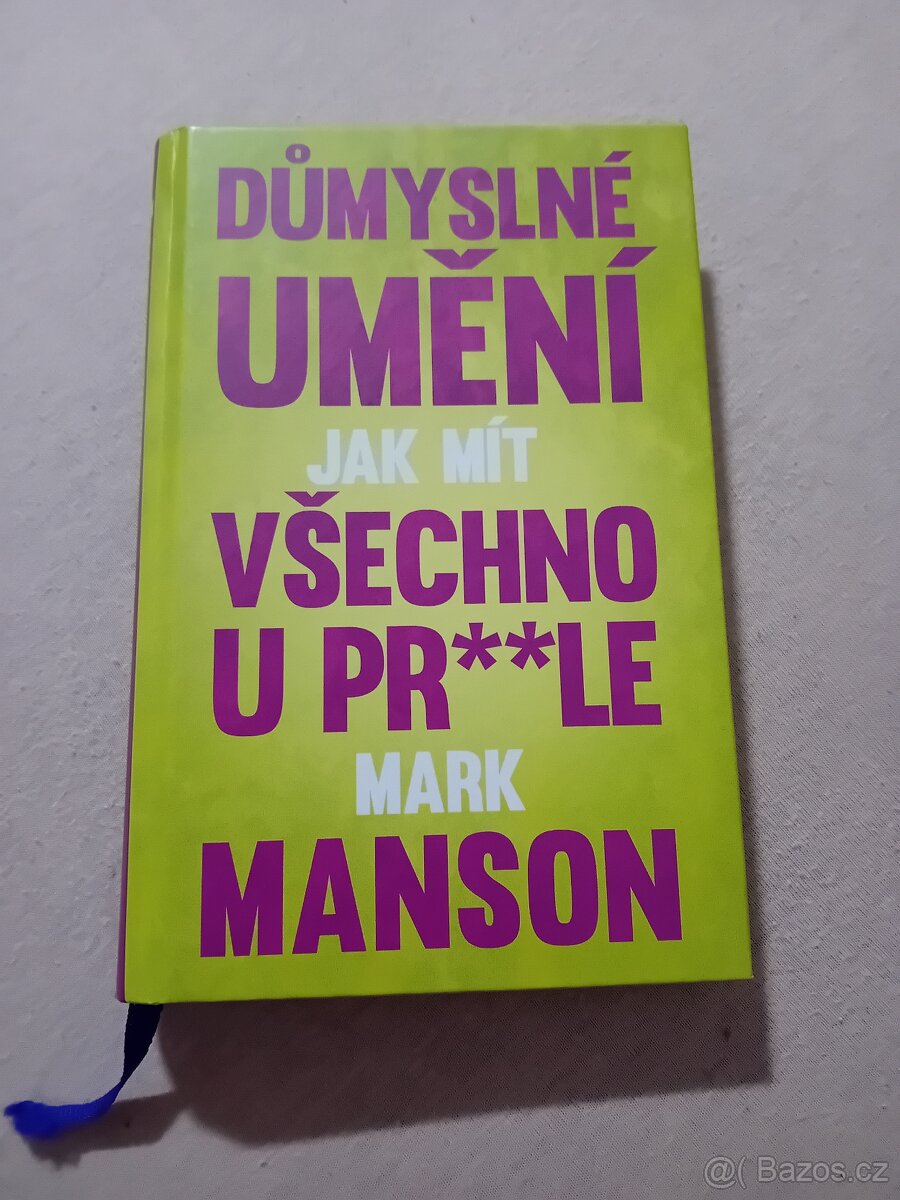 DŮMYSLNÉ
UMĚNÍ
JAK MÍT
VŠECHNO
U PR**LE
MARK
MANSON
@( Bazos.cz